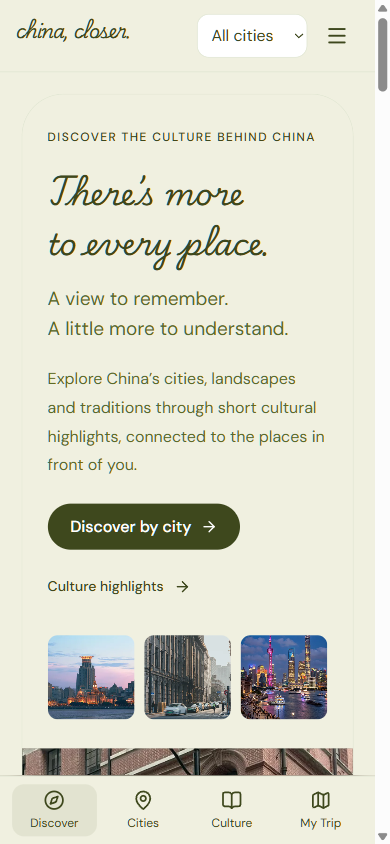 china, closer.
All cities
DISCOVER THE CULTURE BEHIND CHINA
There's more
to every place.
A view to remember.
A little more to understand.
Explore China's cities, landscapes
and traditions through short cultural
highlights, connected to the places in
front of you.
Discover by city
Culture highlights
Discover
Cities
Culture
My Trip